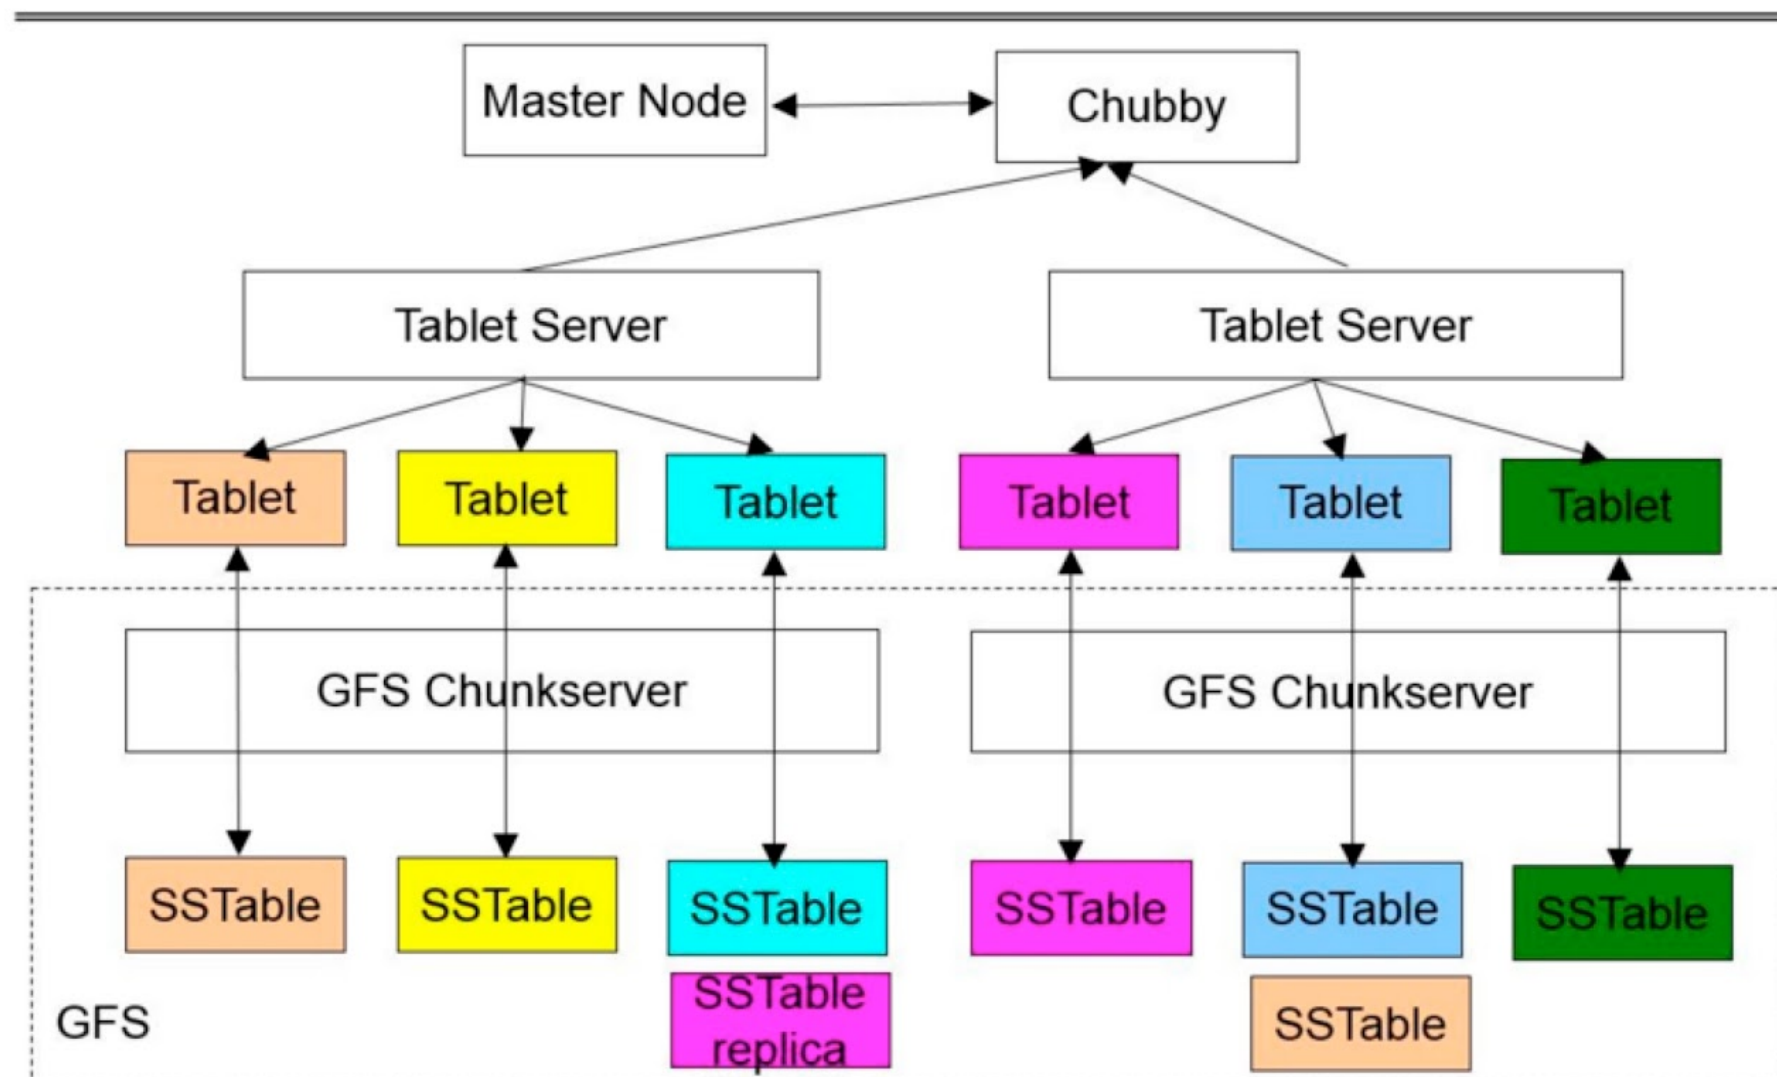 Master Node
Chubby
Tablet Server
Tablet Server
Tablet
Tablet
Tablet
Tablet
Tablet
Tablet
GFS Chunkserver
GFS Chunkserver
SSTable
SSTable
SSTable
SSTable
SSTable
SSTable
SSTable
replica
SSTable
GFS